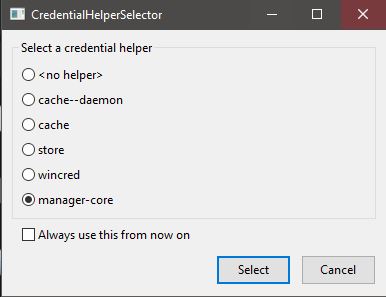 CredentialHelperSelector
Select a credential helper
<no helper>
cache--daemon
cache
store
wincred
manager-core
Always use this from now on
Select
Cancel